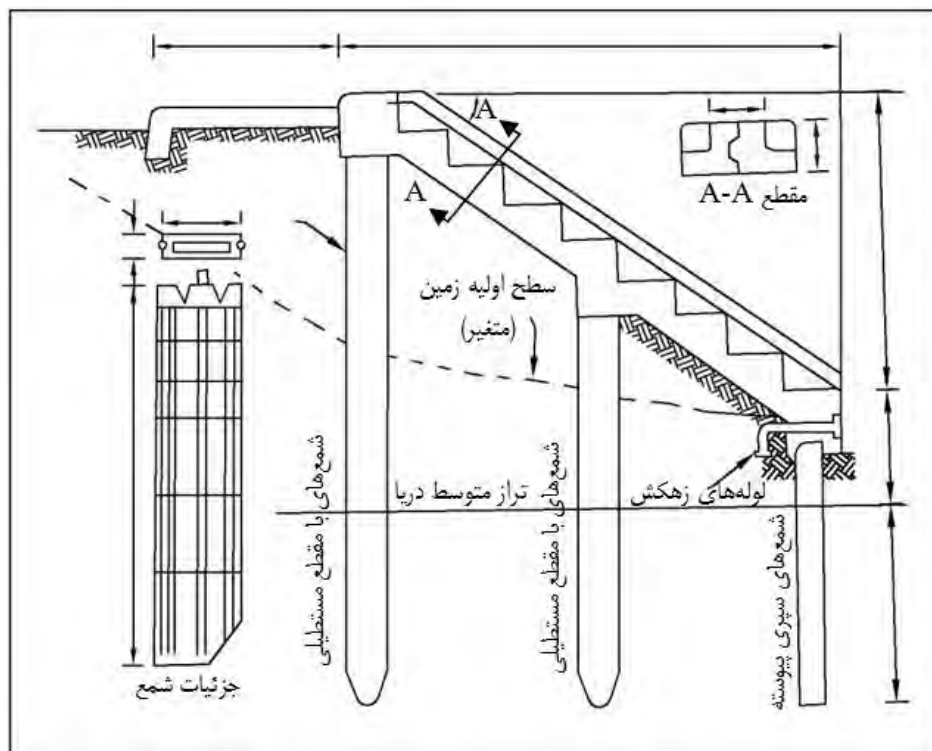 A
A
مقطع A-A
سطح اولیه زمین
(متغیر)
شمع‌های با مقطع مستطیلی
تراز متوسط دریا
شمع‌های با مقطع مستطیلی
لوله‌های زهکش
شمع‌های سپری پیوسته
جزئیات شمع